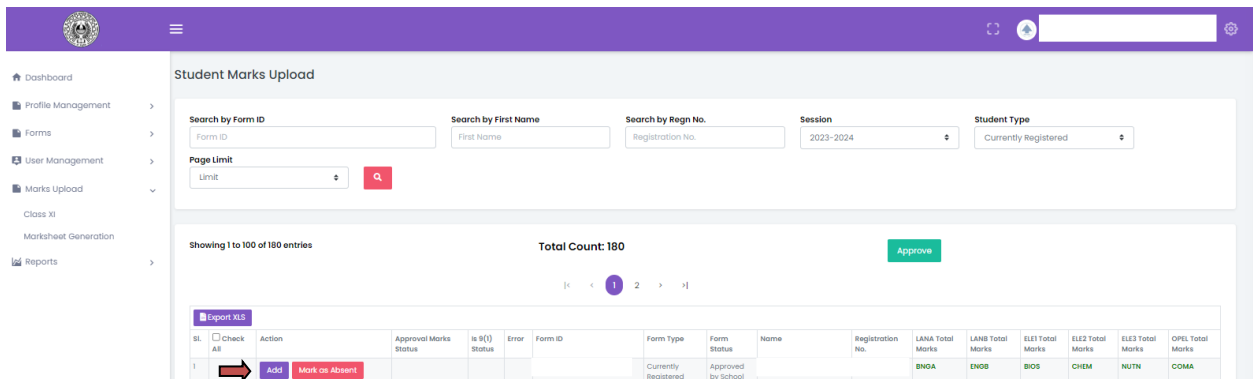 Dashboard
Profile Management
Forms
User Management
Marks Upload
Class XI
Marksheet Generation
Reports
Student Marks Upload
Search by Form ID Search by First Name Search by Regn No. Session Student Type
Form ID First Name Registration No. 2023-2024 Currently Registered
Page Limit
Limit
Showing 1 to 100 of 180 entries Total Count: 180 Approve
|< < 1 2 > >|
Export XLS
Sl. Check All Action Approval Marks Status Is 9(1) Status Error Form ID Form Type Form Status Name Registration No. LANA Total Marks LANB Total Marks ELE1 Total Marks ELE2 Total Marks ELE3 Total Marks OPEL Total Marks
1 Add Mark as Absent Currently Registered Approved by School BNGA ENGB BIOS CHEM NUTN COMA